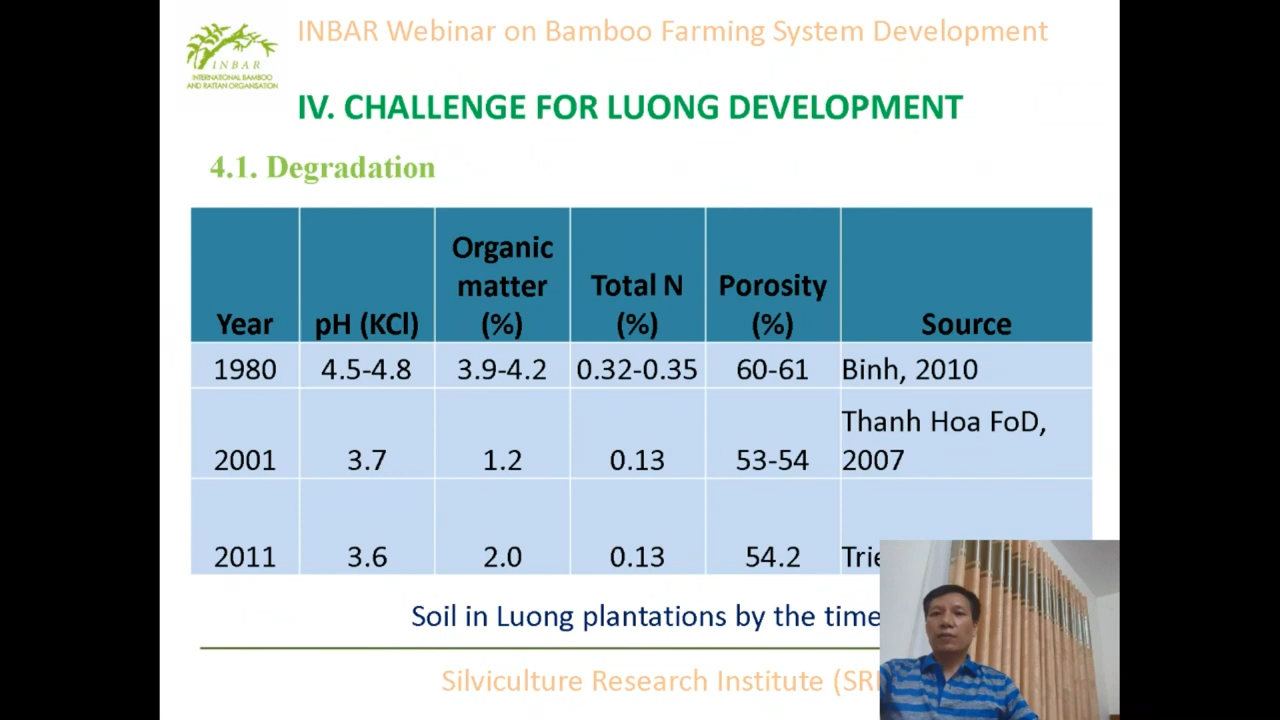 INBAR Webinar on Bamboo Farming System Development
INBAR
INTERNATIONAL BAMBOO
AND RATTAN ORGANISATION
IV. CHALLENGE FOR LUONG DEVELOPMENT
4.1. Degradation
Year pH (KCl) Organic matter (%) Total N (%) Porosity (%) Source
1980 4.5-4.8 3.9-4.2 0.32-0.35 60-61 Binh, 2010
2001 3.7 1.2 0.13 53-54 Thanh Hoa FoD, 2007
2011 3.6 2.0 0.13 54.2
Soil in Luong plantations by the time
Silviculture Research Institute